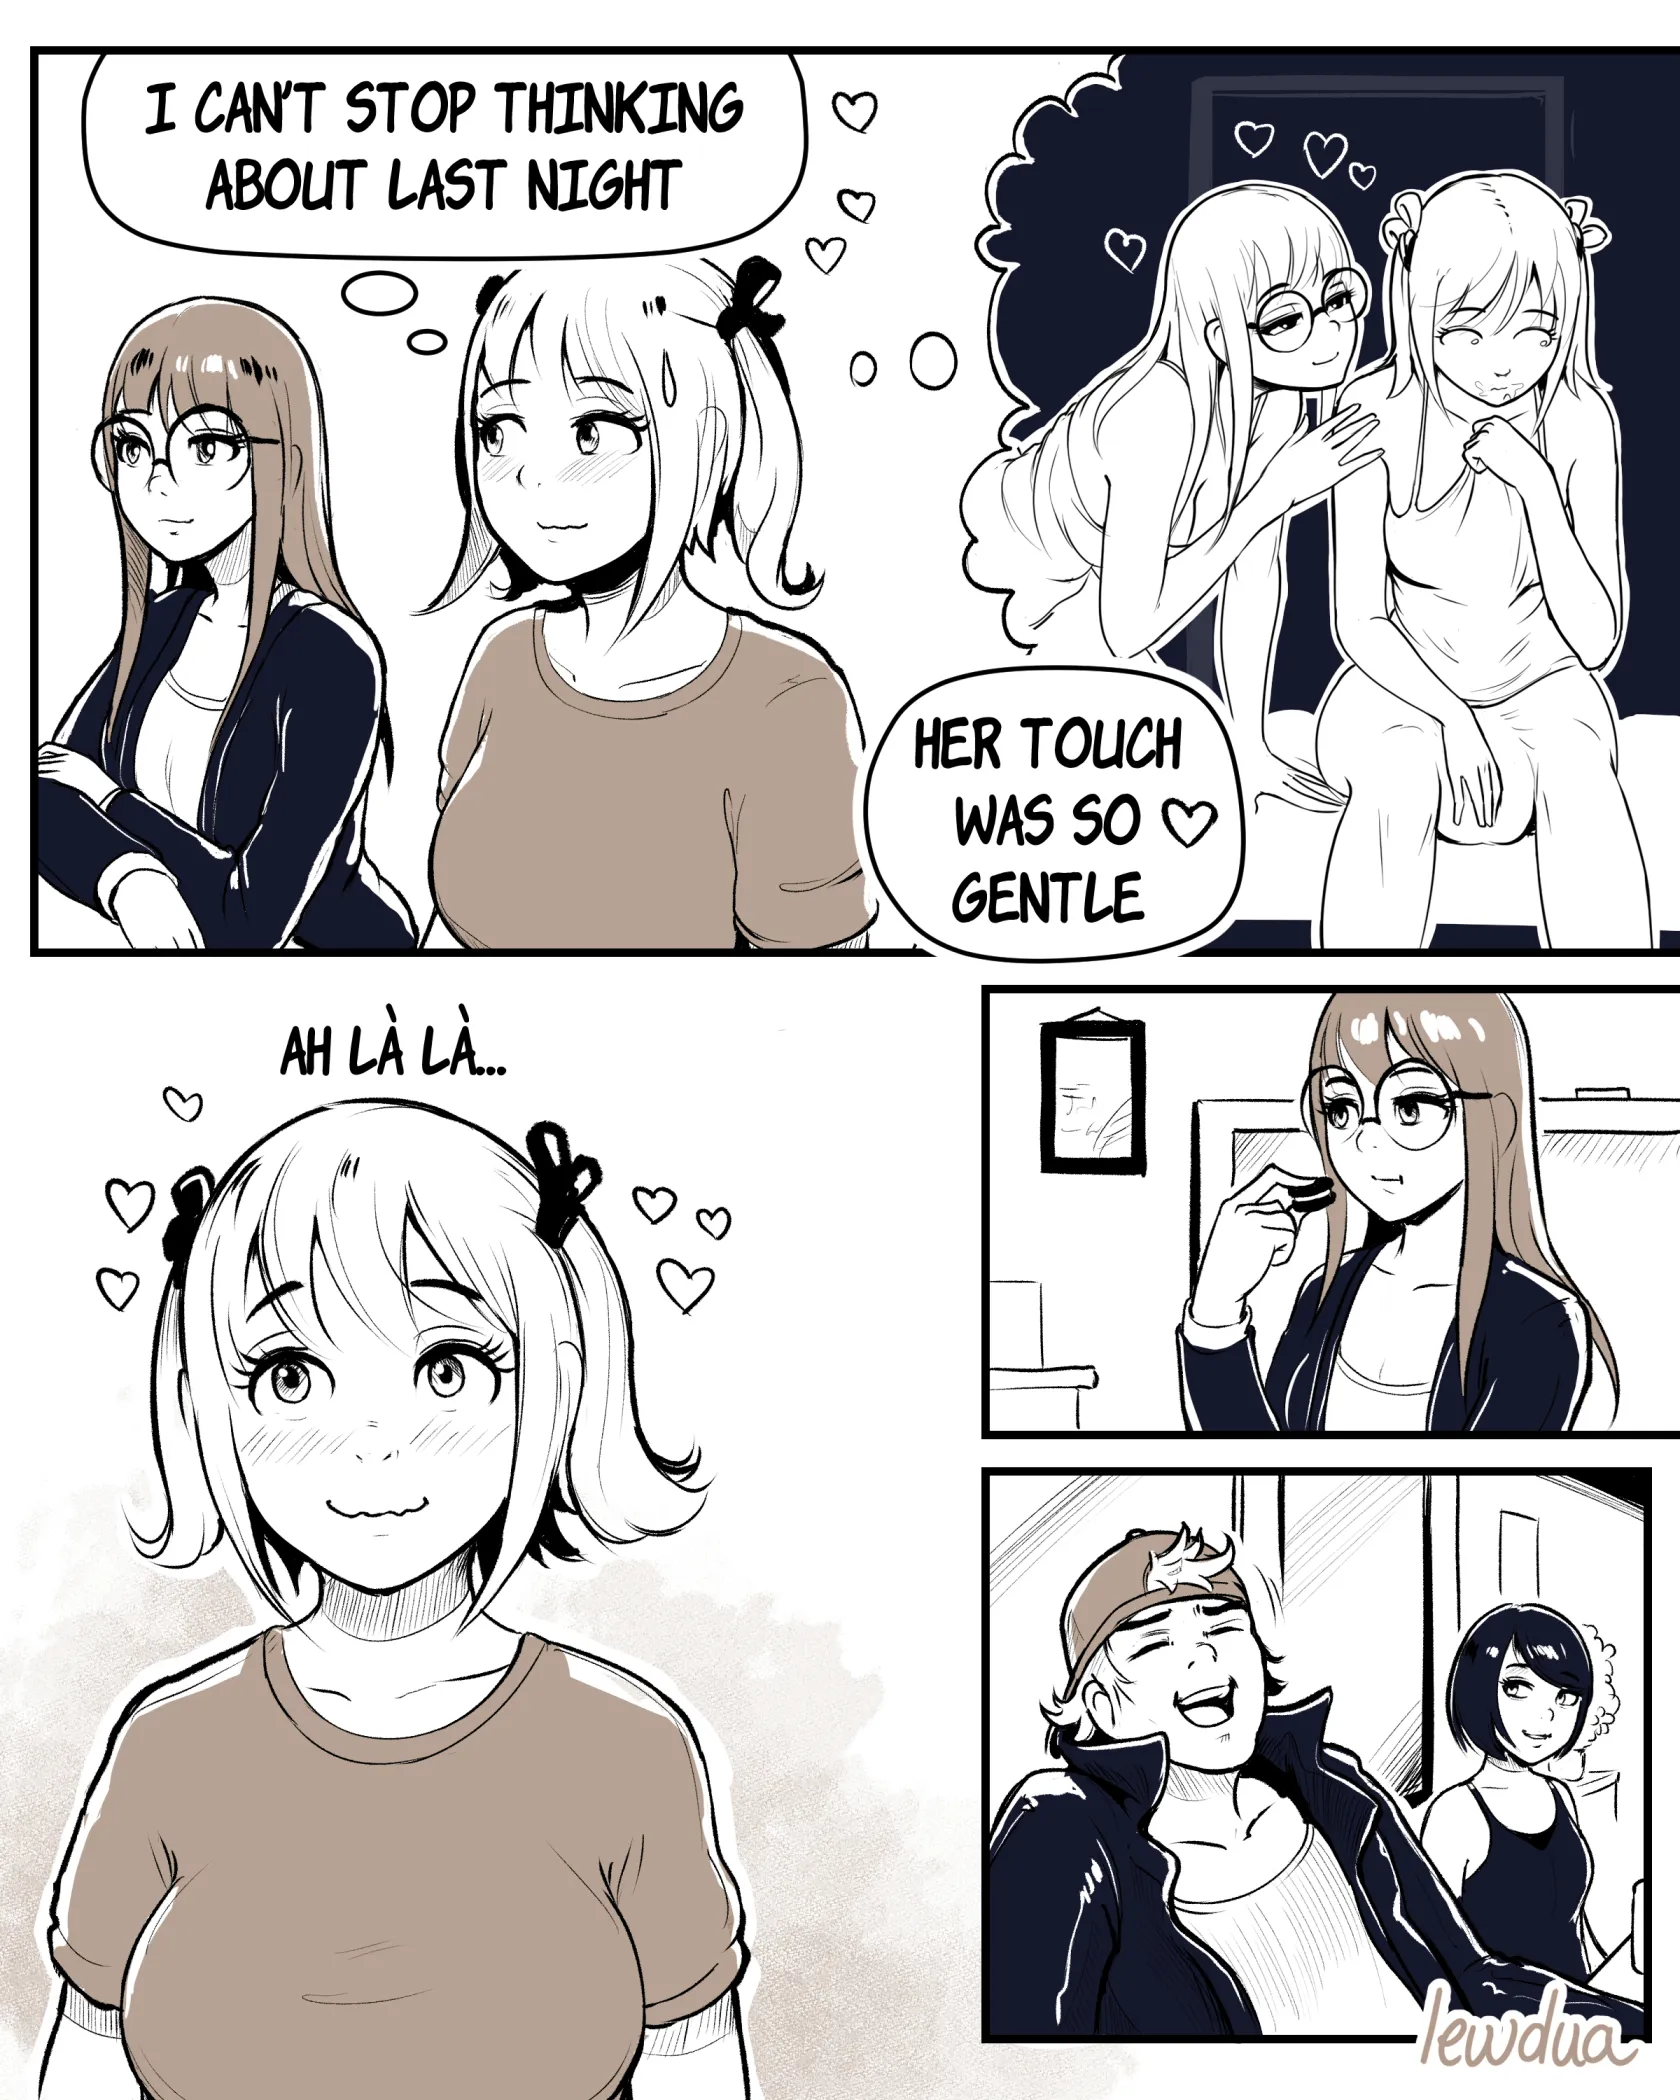 I CAN'T STOP THINKING
ABOUT LAST NIGHT
HER TOUCH
WAS SO
GENTLE
AH LÀ LÀ...
lewdua